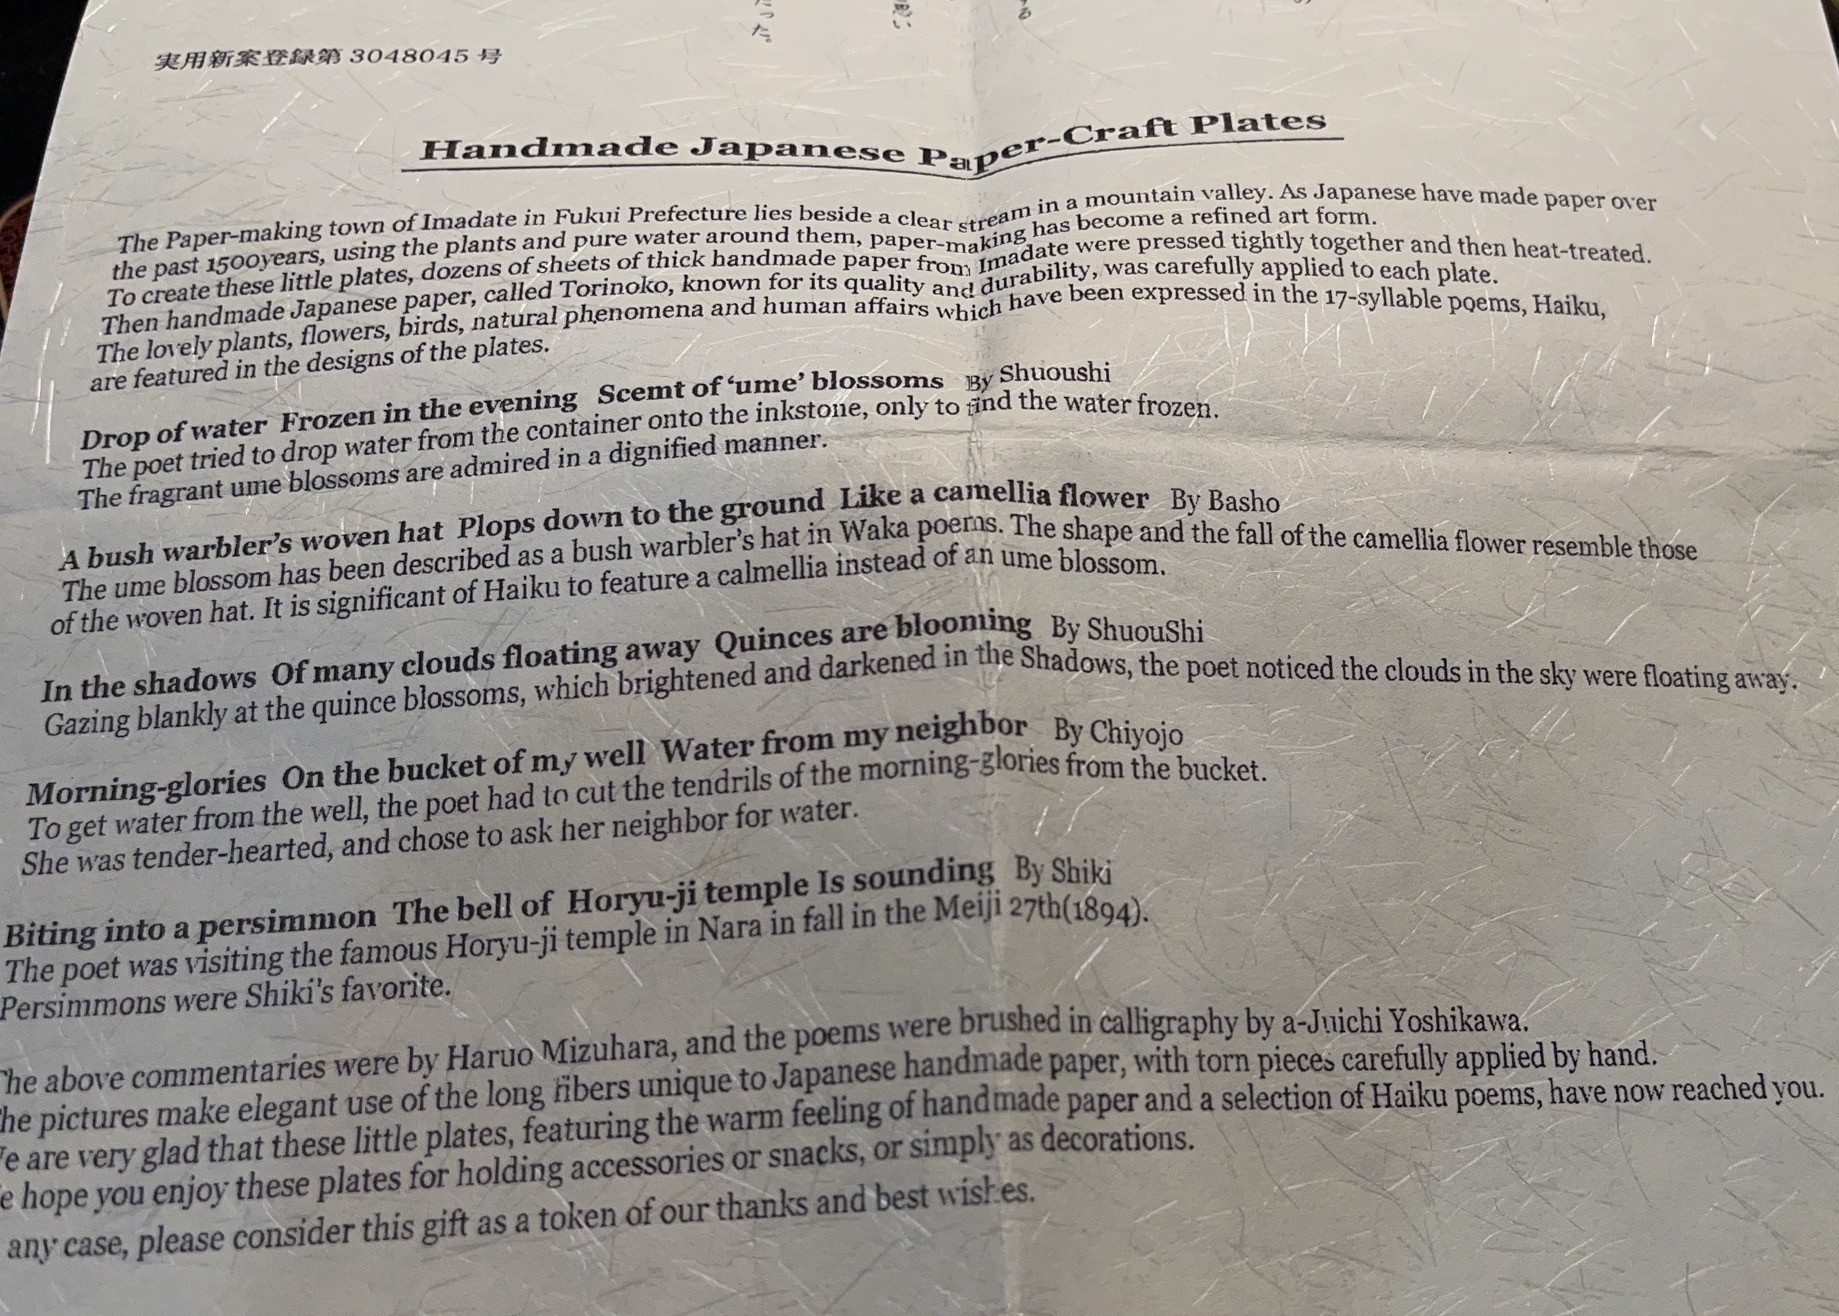 った。
思い
る
実用新案登録第 3048045 号
Handmade Japanese Paper-Craft Plates
The Paper-making town of Imadate in Fukui Prefecture lies beside a clear stream in a mountain valley. As Japanese have made paper over
the past 1500years, using the plants and pure water around them, paper-making has become a refined art form.
To create these little plates, dozens of sheets of thick handmade paper from Imadate were pressed tightly together and then heat-treated.
Then handmade Japanese paper, called Torinoko, known for its quality and durability, was carefully applied to each plate.
The lovely plants, flowers, birds, natural phenomena and human affairs which have been expressed in the 17-syllable poems, Haiku,
are featured in the designs of the plates.
Drop of water Frozen in the evening Scemt of ‘ume’ blossoms By Shuoushi
The poet tried to drop water from the container onto the inkstone, only to find the water frozen.
The fragrant ume blossoms are admired in a dignified manner.
A bush warbler’s woven hat Plops down to the ground Like a camellia flower By Basho
The ume blossom has been described as a bush warbler’s hat in Waka poems. The shape and the fall of the camellia flower resemble those
of the woven hat. It is significant of Haiku to feature a calmellia instead of an ume blossom.
In the shadows Of many clouds floating away Quinces are blooming By ShuouShi
Gazing blankly at the quince blossoms, which brightened and darkened in the Shadows, the poet noticed the clouds in the sky were floating away.
Morning-glories On the bucket of my well Water from my neighbor By Chiyojo
To get water from the well, the poet had to cut the tendrils of the morning-glories from the bucket.
She was tender-hearted, and chose to ask her neighbor for water.
Biting into a persimmon The bell of Horyu-ji temple Is sounding By Shiki
The poet was visiting the famous Horyu-ji temple in Nara in fall in the Meiji 27th(1894).
Persimmons were Shiki's favorite.
he above commentaries were by Haruo Mizuhara, and the poems were brushed in calligraphy by a-Juichi Yoshikawa.
he pictures make elegant use of the long fibers unique to Japanese handmade paper, with torn pieces carefully applied by hand.
e are very glad that these little plates, featuring the warm feeling of handmade paper and a selection of Haiku poems, have now reached you.
e hope you enjoy these plates for holding accessories or snacks, or simply as decorations.
any case, please consider this gift as a token of our thanks and best wishes.